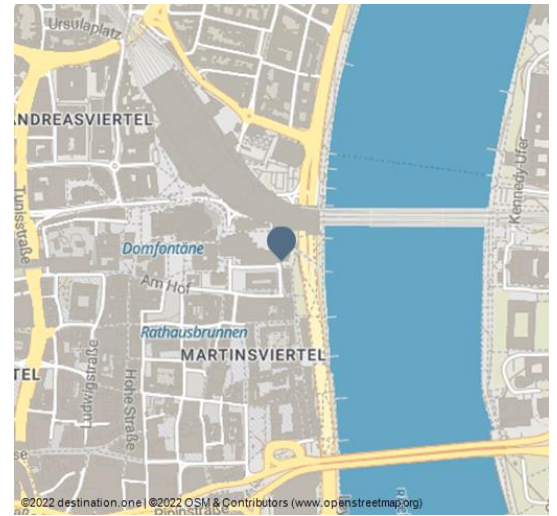 Ursulaplatz
ANDREASVIERTEL
Tunisstraße
Kennedy-Ufer
Domfontäne
Am Hof
Rathausbrunnen
MARTINSVIERTEL
TEL
Ludwigstraße
Hohe Straße
©2022 destination.one | ©2022 OSM & Contributors (www.openstreetmap.org)
Pipinstraße